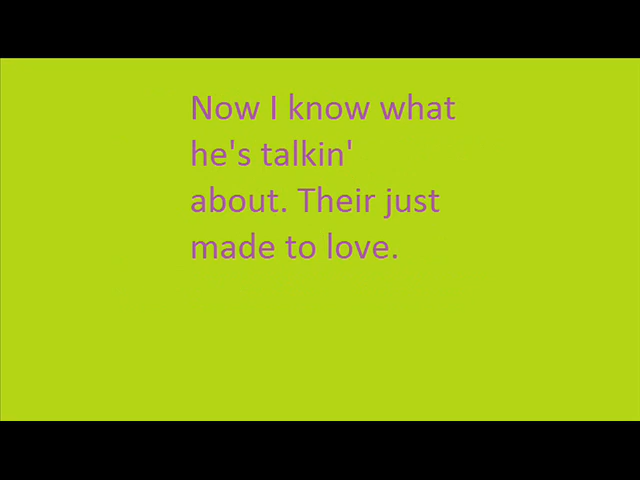 Now I know what
he's talkin'
about. Their just
made to love.